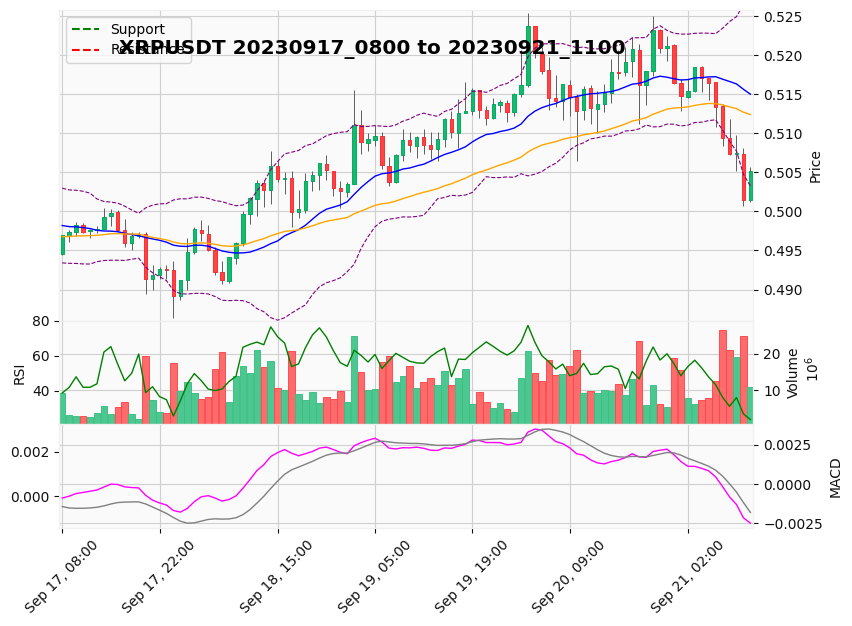 Support
Resistance
XRPUSDT 20230917_0800 to 20230921_1100
0.525
0.520
0.515
0.510
0.505
0.500
0.495
0.490
Price
80
60
40
RSI
20
10
Volume
10^6
0.002
0.000
0.0025
0.0000
−0.0025
MACD
Sep 17, 08:00
Sep 17, 22:00
Sep 18, 15:00
Sep 19, 05:00
Sep 19, 19:00
Sep 20, 09:00
Sep 21, 02:00